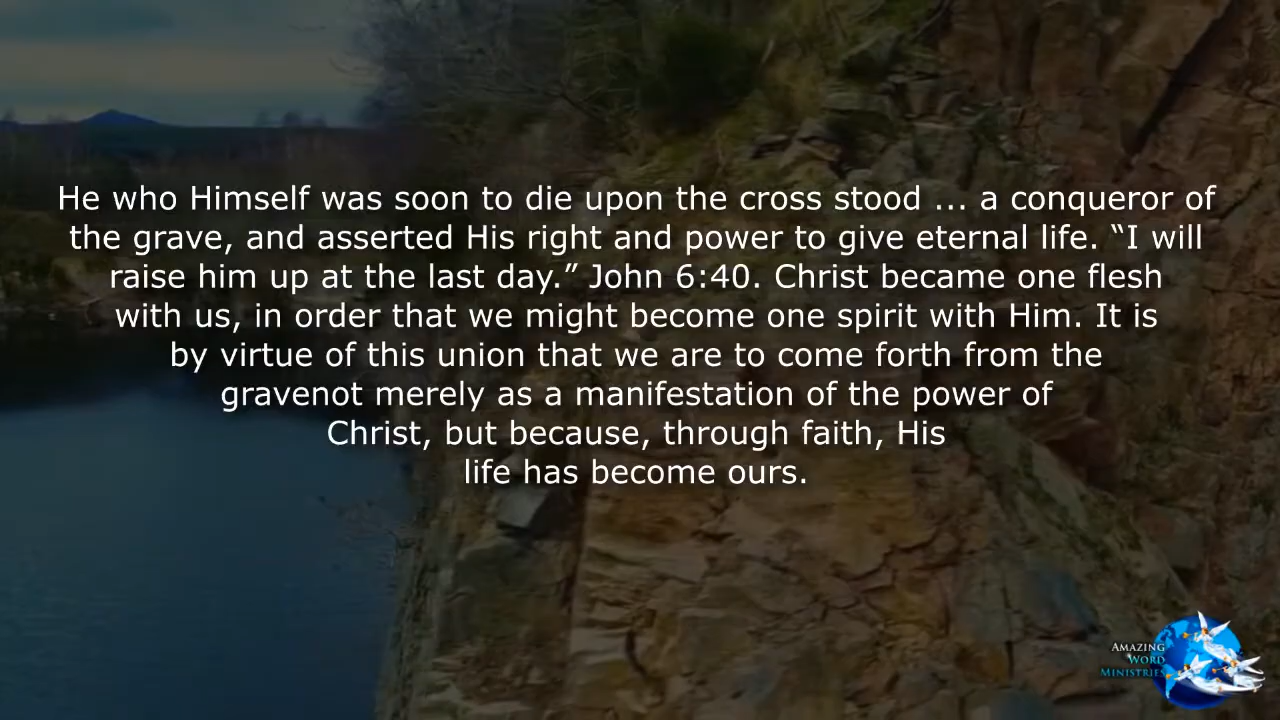 He who Himself was soon to die upon the cross stood ... a conqueror of
the grave, and asserted His right and power to give eternal life. “I will
raise him up at the last day.” John 6:40. Christ became one flesh
with us, in order that we might become one spirit with Him. It is
by virtue of this union that we are to come forth from the
gravenot merely as a manifestation of the power of
Christ, but because, through faith, His
life has become ours.
AMAZING
WORD
MINISTRIES